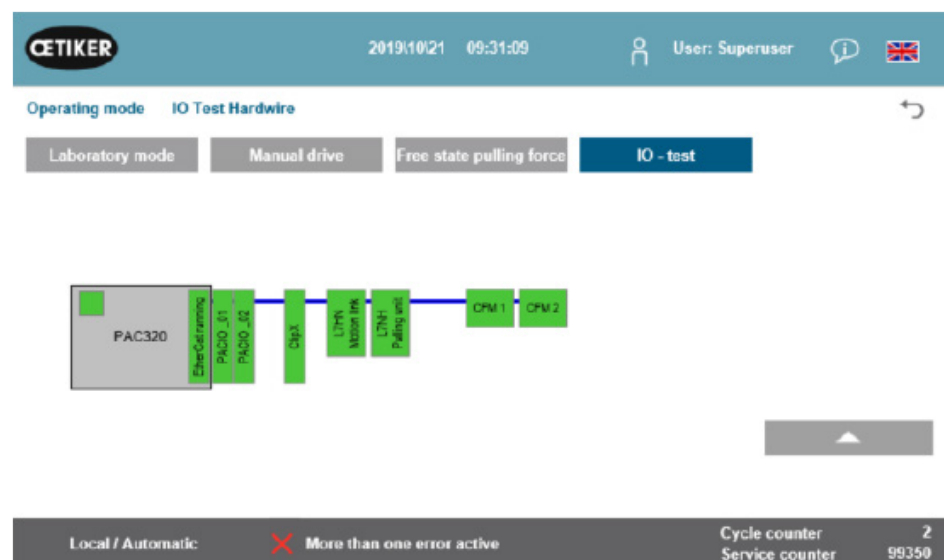 ŒTIKER 2019\10\21 09:31:09 User: Superuser
Operating mode IO Test Hardwire
Laboratory mode Manual drive Free state pulling force IO - test
PAC320
EtherCat running
PACIO_01
PACIO_02
ClipX
L7HN
Motion link
L7NH
Pulling unit
CFM 1 CFM 2
Local / Automatic More than one error active
Cycle counter 2
Service counter 99350